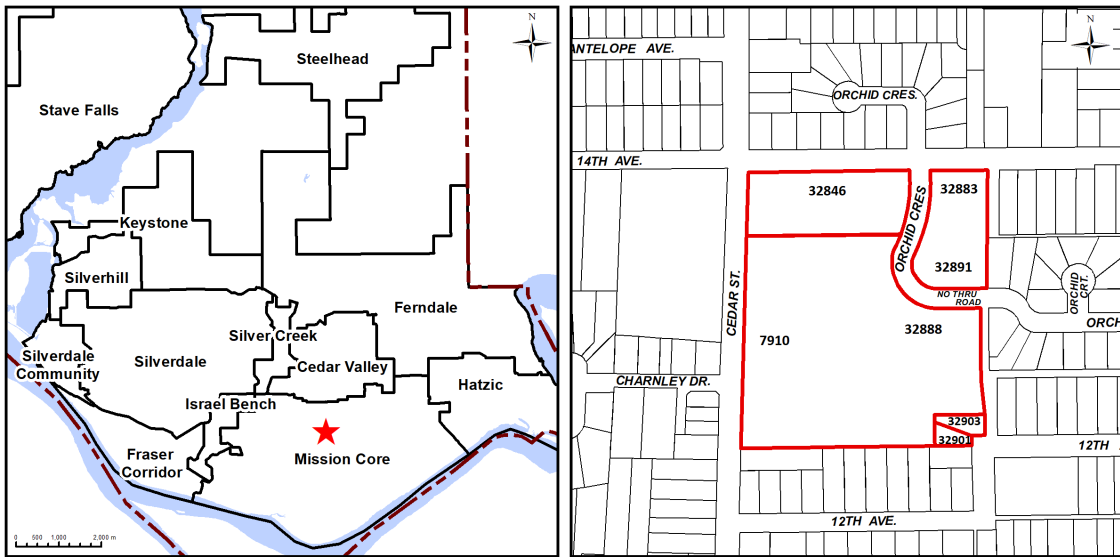 N
Steelhead
Stave Falls
Keystone
Silverhill
Ferndale
Silver Creek
Silverdale
Community
Silverdale
Cedar Valley
Hatzic
Israel Bench
Mission Core
Fraser
Corridor
0 500 1,000 2,000 m
N
ANTELOPE AVE.
ORCHID CRES.
14TH AVE.
32846
32883
ORCHID CRES
32891
CEDAR ST.
NO THRU
ROAD
ORCHID
CRT.
ORCH
32888
7910
CHARNLEY DR.
32903
32901
12TH
12TH AVE.